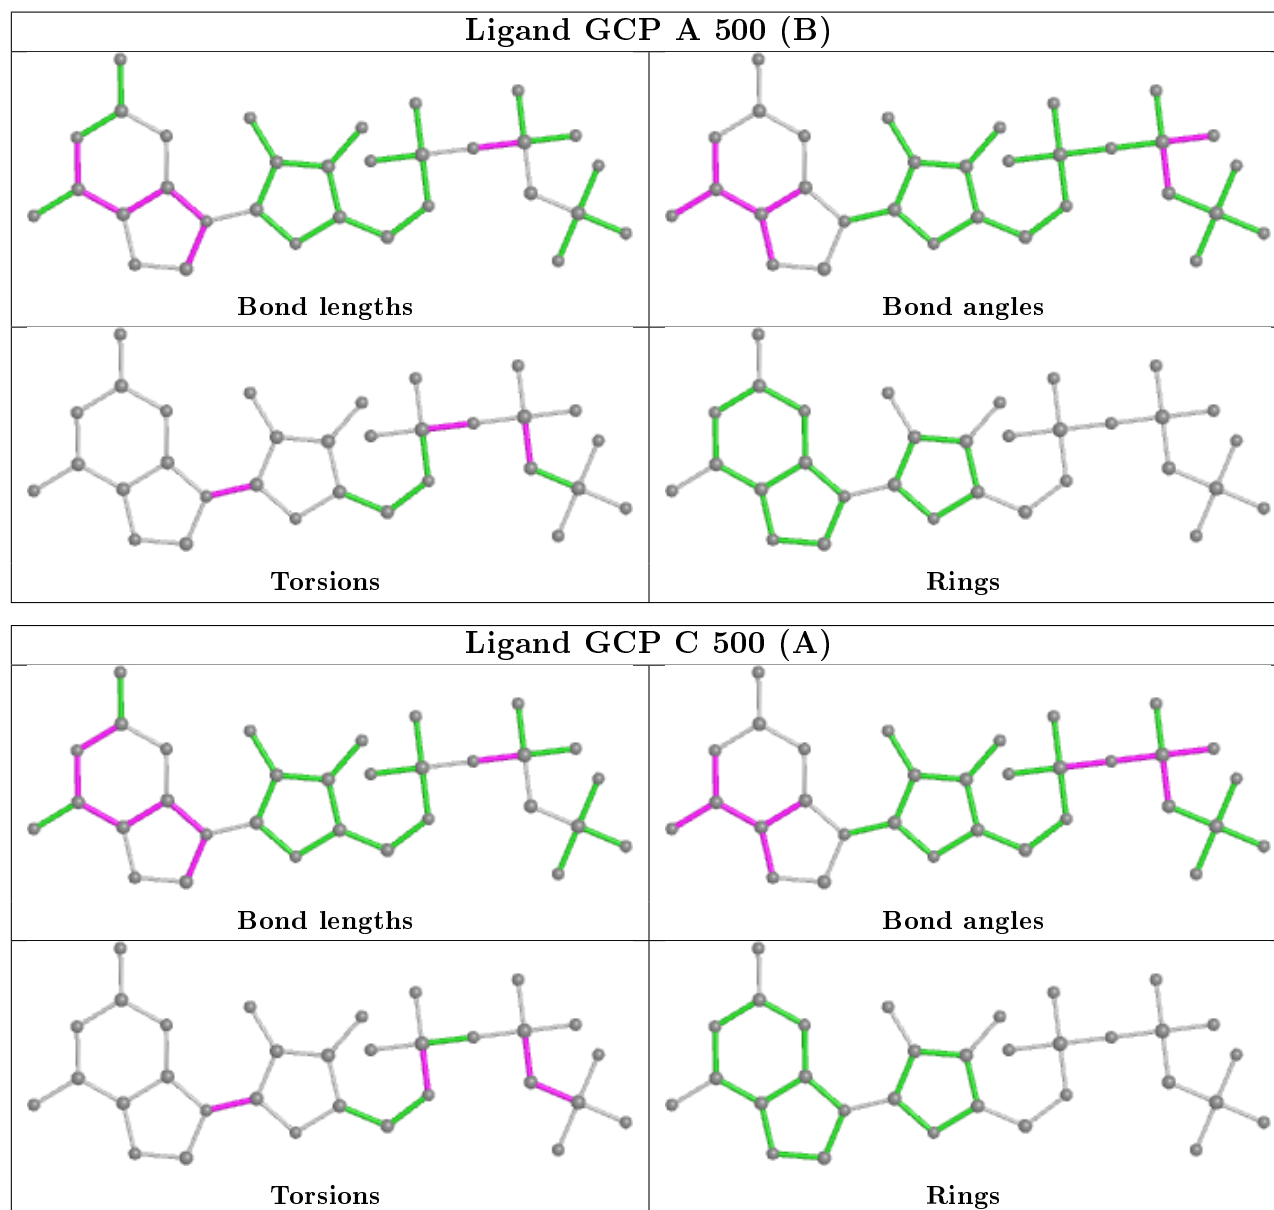 Ligand GCP A 500 (B)
Bond lengths
Bond angles
Torsions
Rings
Ligand GCP C 500 (A)
Bond lengths
Bond angles
Torsions
Rings